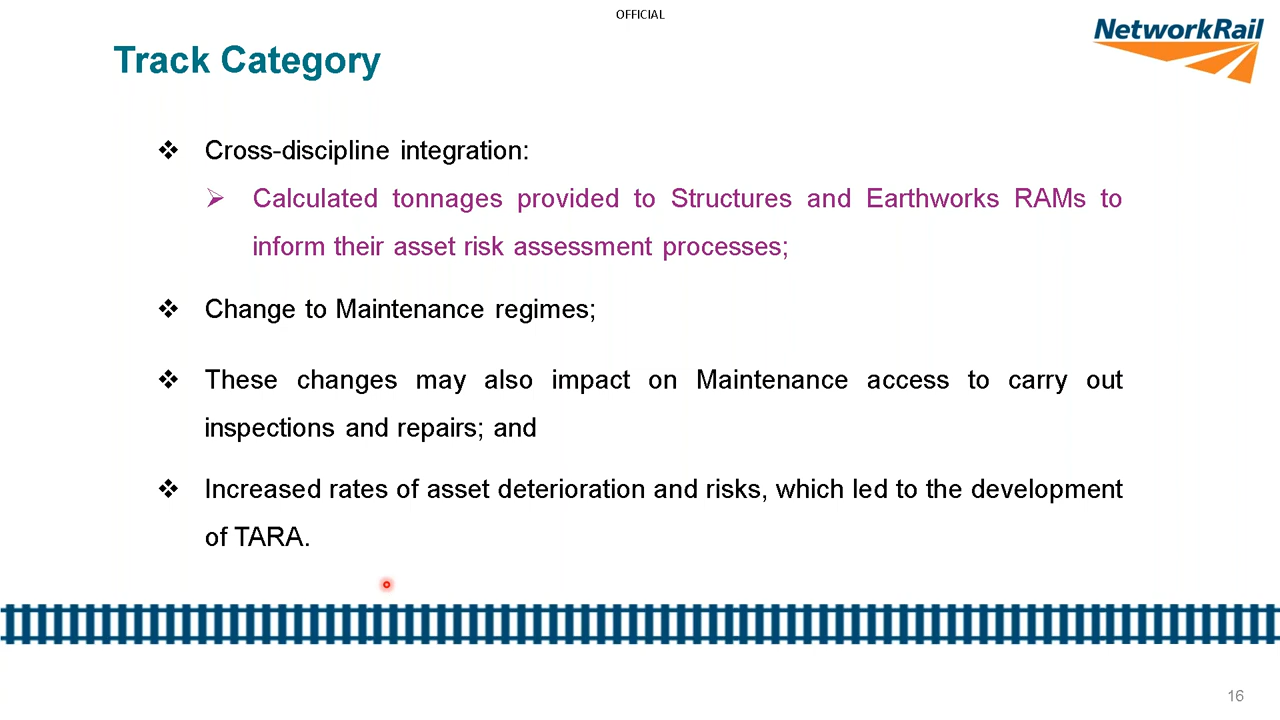 OFFICIAL
NetworkRail
Track Category
❖ Cross-discipline integration:
➢ Calculated tonnages provided to Structures and Earthworks RAMs to
inform their asset risk assessment processes;
❖ Change to Maintenance regimes;
❖ These changes may also impact on Maintenance access to carry out
inspections and repairs; and
❖ Increased rates of asset deterioration and risks, which led to the development
of TARA.
16